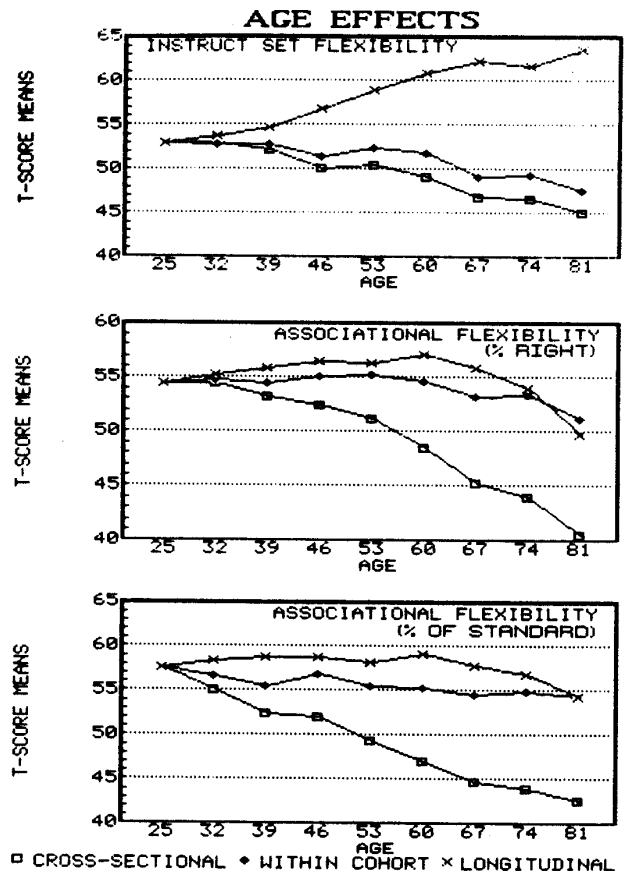 AGE EFFECTS
INSTRUCT SET FLEXIBILITY
T-SCORE MEANS
65
60
55
50
45
40
25 32 39 46 53 60 67 74 81
AGE
ASSOCIATIONAL FLEXIBILITY
(% RIGHT)
T-SCORE MEANS
60
55
50
45
40
25 32 39 46 53 60 67 74 81
AGE
ASSOCIATIONAL FLEXIBILITY
(% OF STANDARD)
T-SCORE MEANS
65
60
55
50
45
40
25 32 39 46 53 60 67 74 81
AGE
CROSS-SECTIONAL WITHIN COHORT LONGITUDINAL